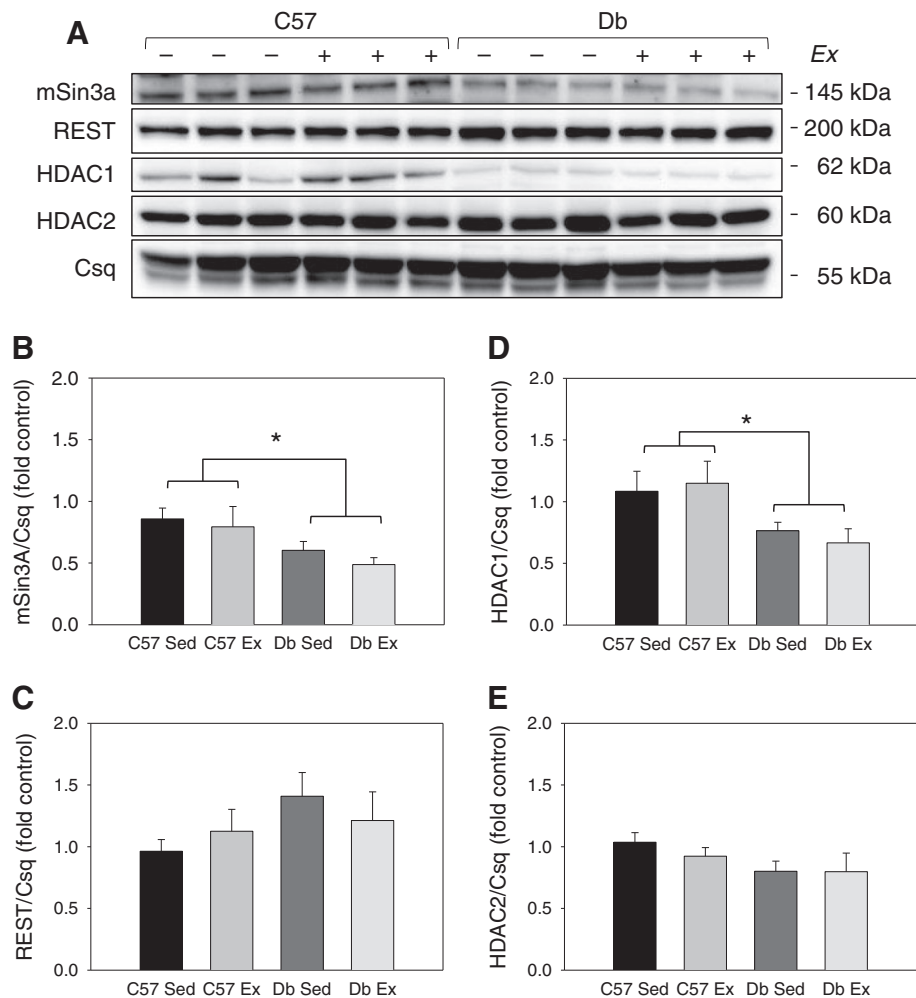 A
C57 Db
– – – + + + – – – + + + Ex
mSin3a - 145 kDa
REST - 200 kDa
HDAC1 - 62 kDa
HDAC2 - 60 kDa
Csq - 55 kDa
B
mSin3A/Csq (fold control)
2.0
1.5
1.0
0.5
0.0
*
C57 Sed C57 Ex Db Sed Db Ex
D
HDAC1/Csq (fold control)
2.0
1.5
1.0
0.5
0.0
*
C57 Sed C57 Ex Db Sed Db Ex
C
REST/Csq (fold control)
2.0
1.5
1.0
0.5
0.0
C57 Sed C57 Ex Db Sed Db Ex
E
HDAC2/Csq (fold control)
2.0
1.5
1.0
0.5
0.0
C57 Sed C57 Ex Db Sed Db Ex